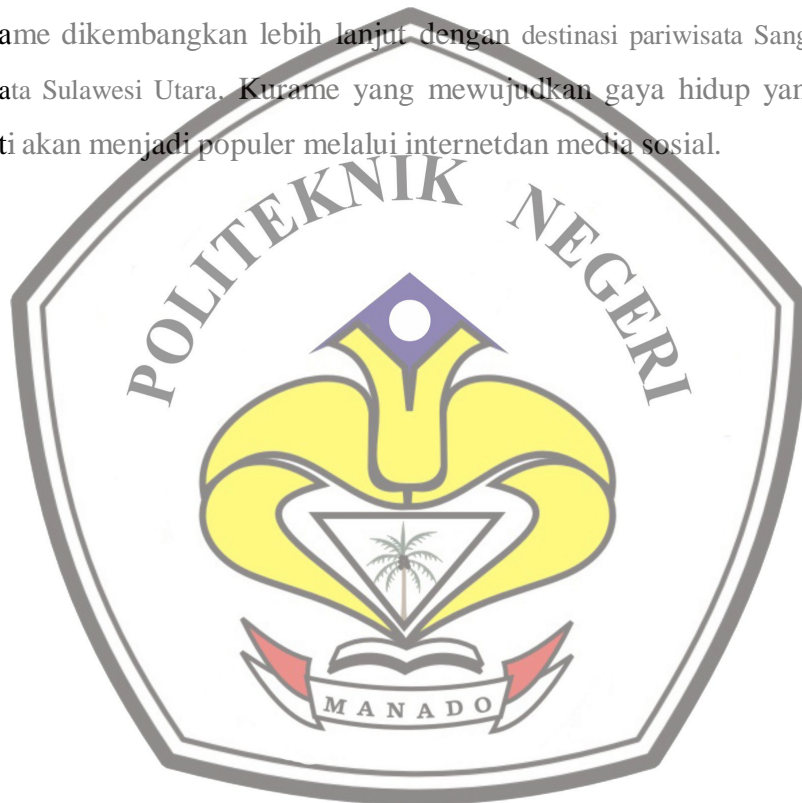 ame dikembangkan lebih lanjut dengan destinasi pariwisata Sang
ata Sulawesi Utara. Kurame yang mewujudkan gaya hidup yan
ti akan menjadi populer melalui internetdan media sosial.
POLITEKNIK NEGERI
MANADO